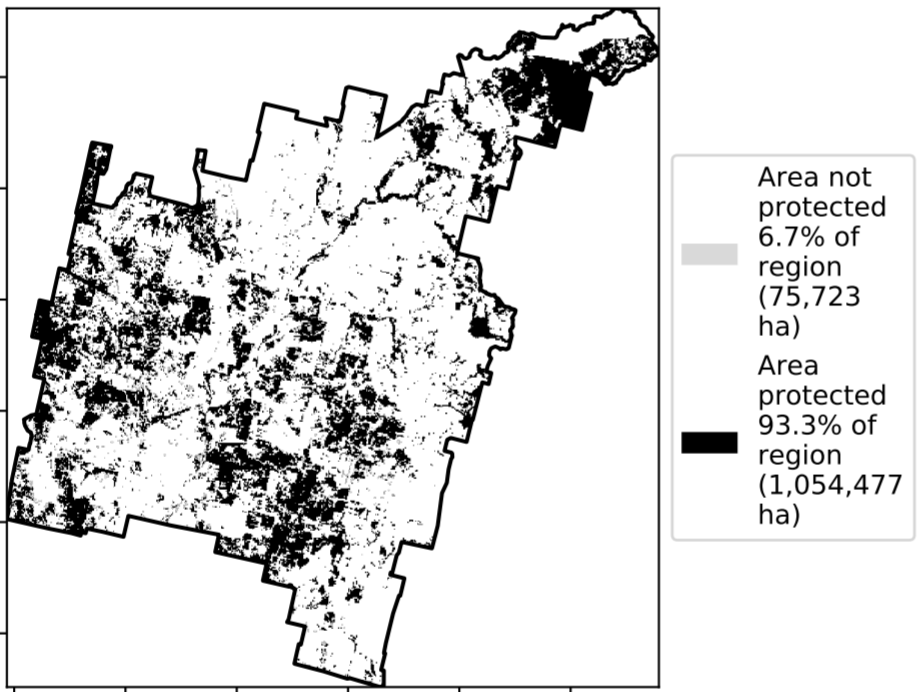 Area not
protected
6.7% of
region
(75,723
ha)
Area
protected
93.3% of
region
(1,054,477
ha)